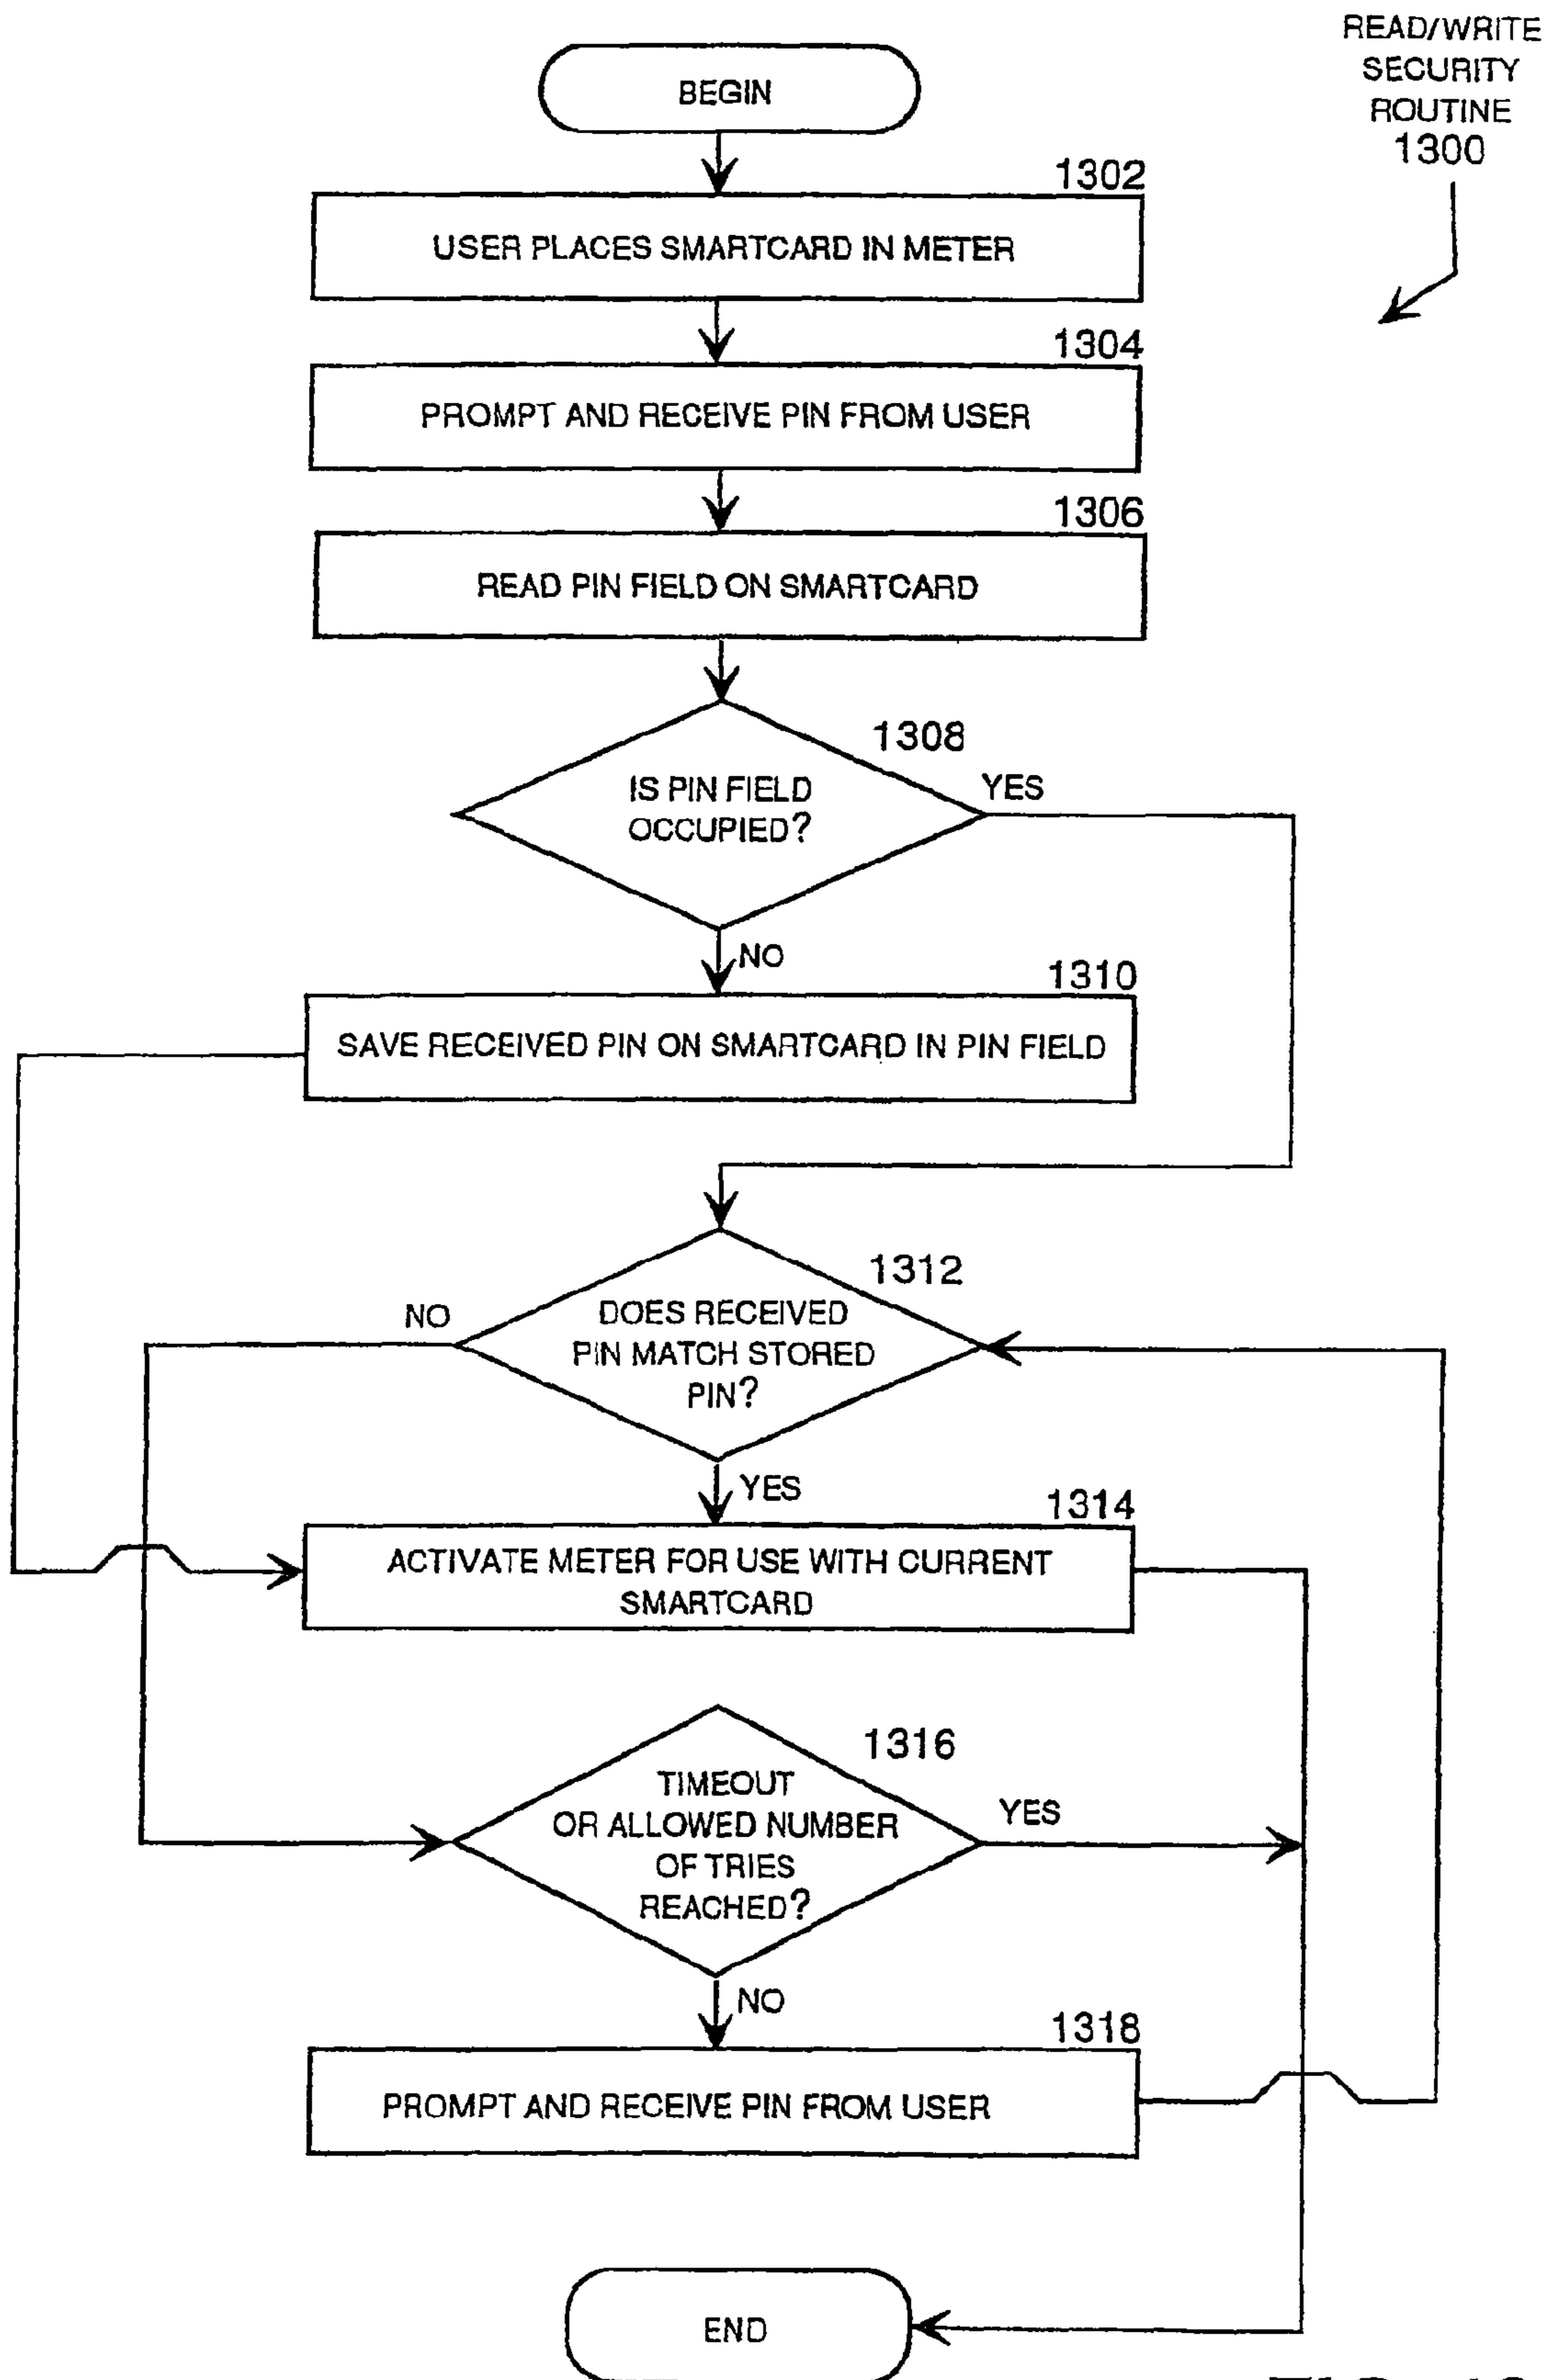 READ/WRITE
SECURITY
ROUTINE
1300
BEGIN
1302
USER PLACES SMARTCARD IN METER
1304
PROMPT AND RECEIVE PIN FROM USER
1306
READ PIN FIELD ON SMARTCARD
1308
IS PIN FIELD
OCCUPIED?
YES
NO
1310
SAVE RECEIVED PIN ON SMARTCARD IN PIN FIELD
1312
NO
DOES RECEIVED
PIN MATCH STORED
PIN?
YES
1314
ACTIVATE METER FOR USE WITH CURRENT
SMARTCARD
1316
TIMEOUT
OR ALLOWED NUMBER
OF TRIES
REACHED?
YES
NO
1318
PROMPT AND RECEIVE PIN FROM USER
END